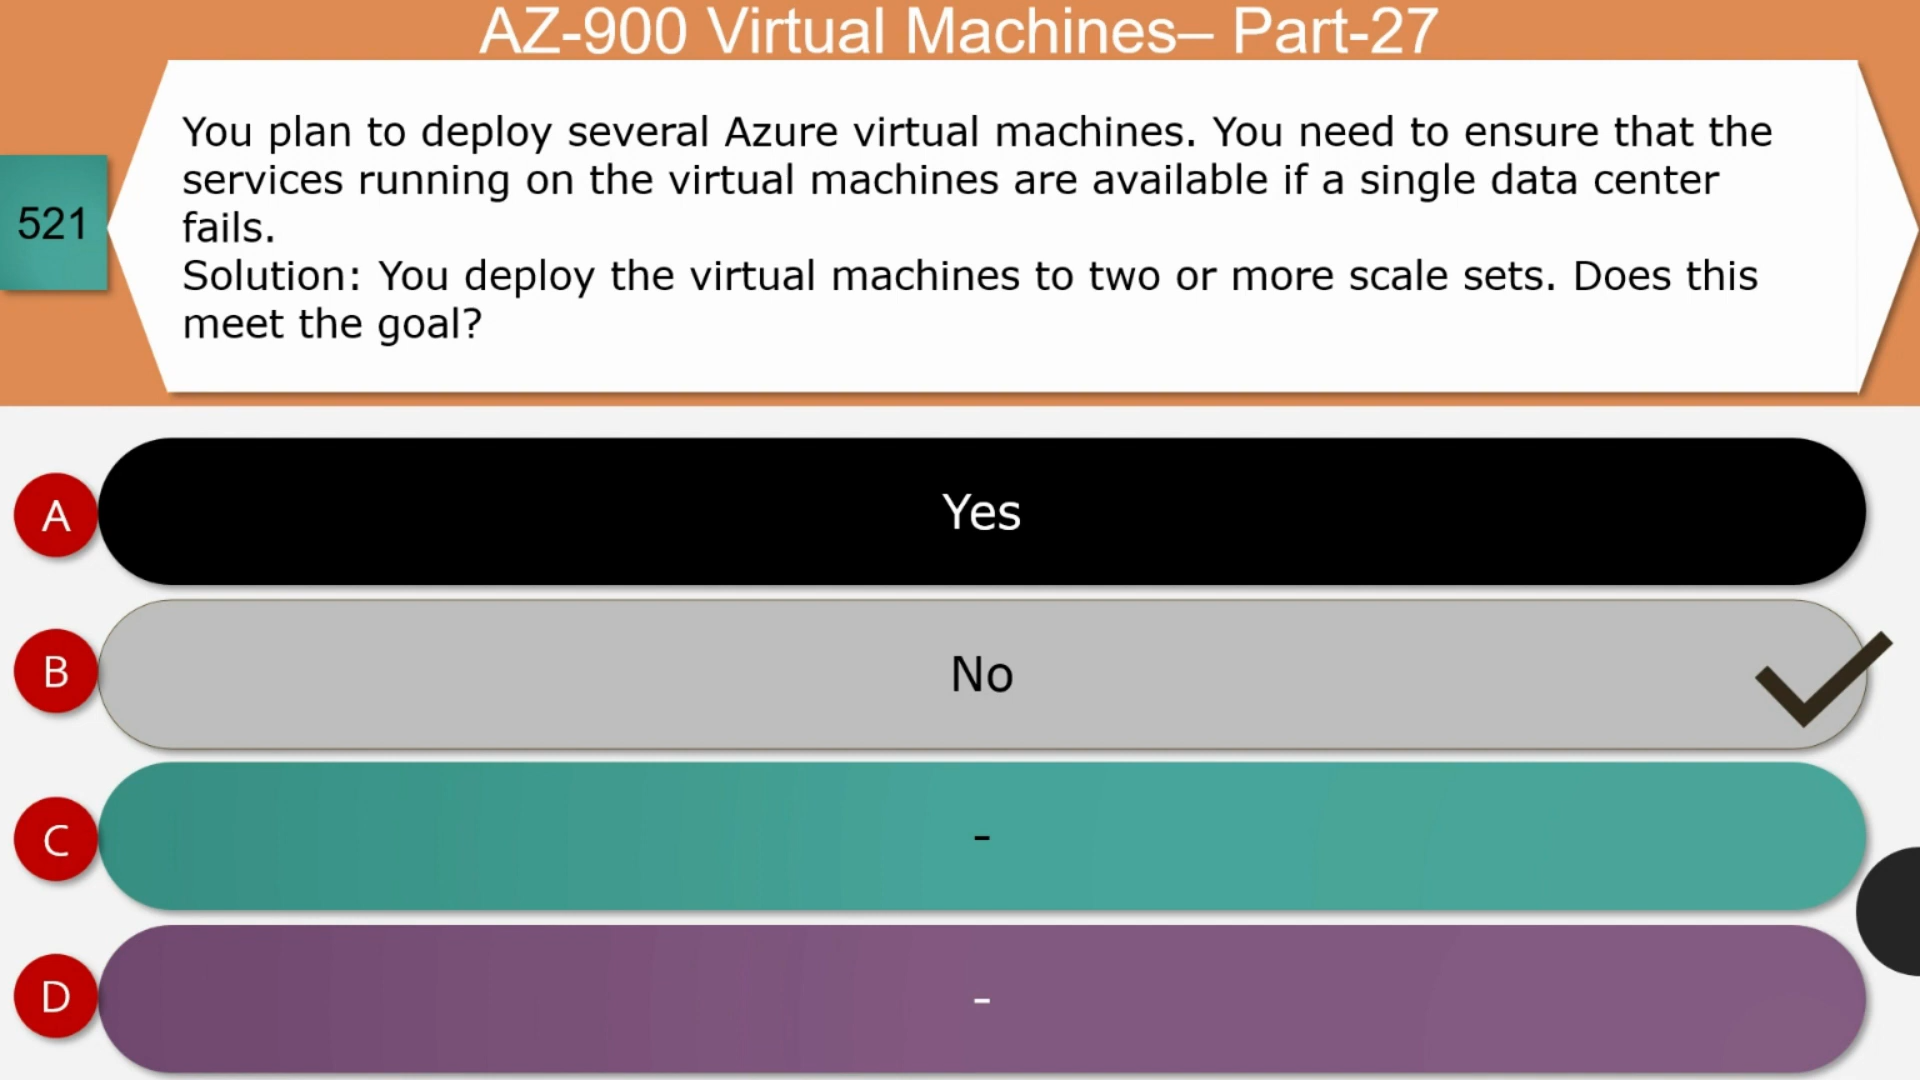 AZ-900 Virtual Machines– Part-27
521
You plan to deploy several Azure virtual machines. You need to ensure that the
services running on the virtual machines are available if a single data center
fails.
Solution: You deploy the virtual machines to two or more scale sets. Does this
meet the goal?
A
Yes
B
No
C
-
D
-